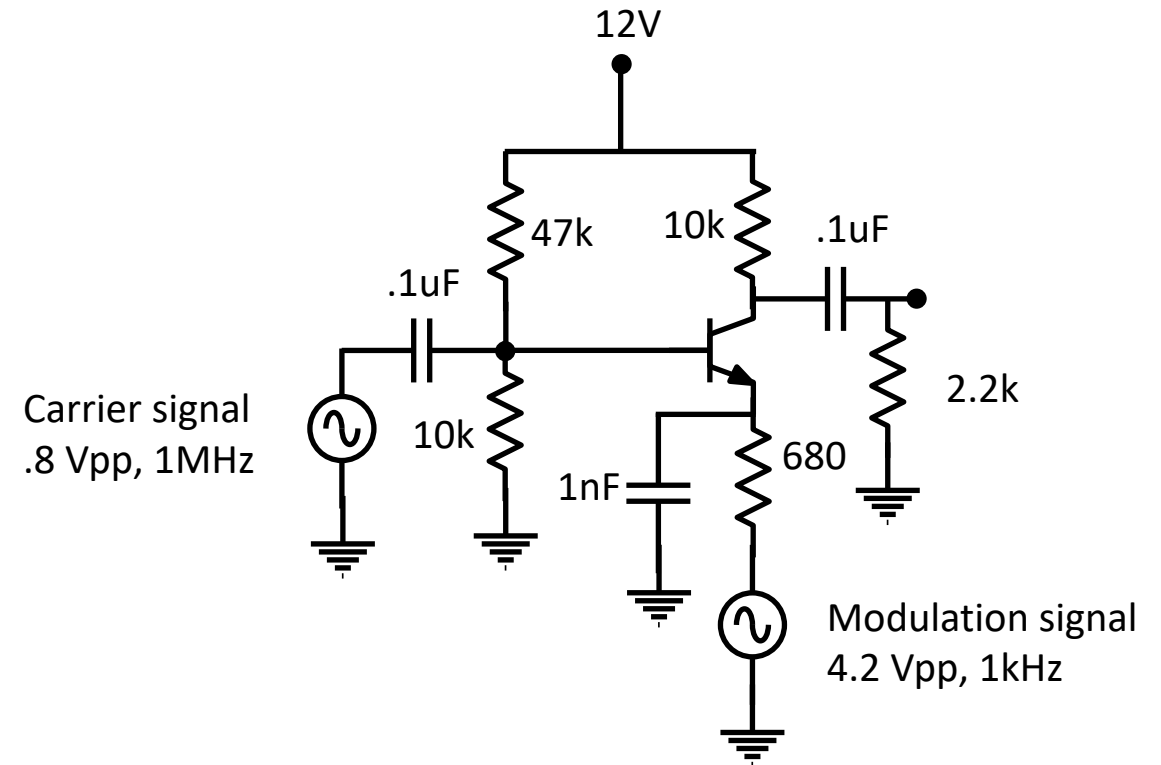 12V
47k
10k
.1uF
.1uF
Carrier signal
.8 Vpp, 1MHz
10k
2.2k
680
1nF
Modulation signal
4.2 Vpp, 1kHz